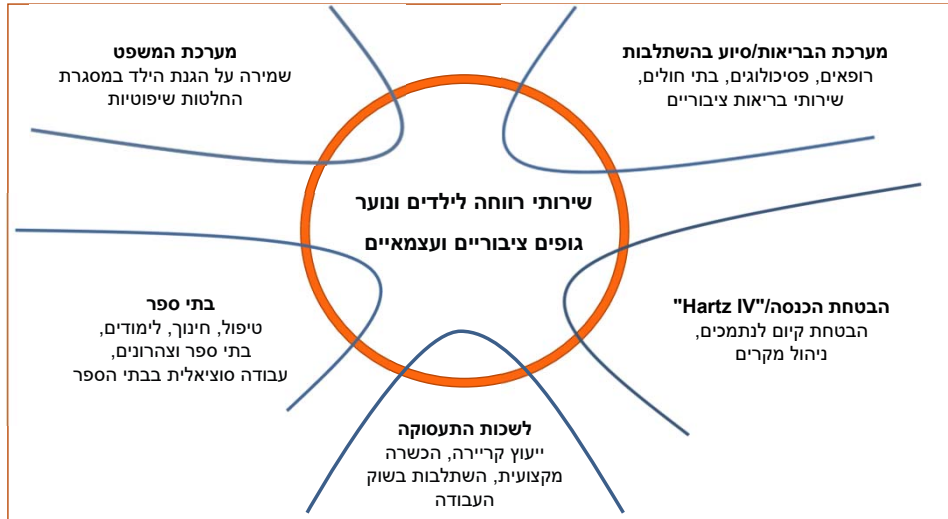 מערכת הבריאות/סיוע בהשתלבות
רופאים, פסיכולוגים, בתי חולים,
שירותי בריאות ציבוריים
מערכת המשפט
שמירה על הגנת הילד במסגרת
החלטות שיפוטיות
שירותי רווחה לילדים ונוער
גופים ציבוריים ועצמאיים
הבטחת הכנסה/"Hartz IV"
הבטחת קיום לנתמכים,
ניהול מקרים
בתי ספר
טיפול, חינוך, לימודים,
בתי ספר וצהרונים,
עבודה סוציאלית בבתי הספר
לשכות התעסוקה
ייעוץ קריירה, הכשרה
מקצועית, השתלבות בשוק
העבודה